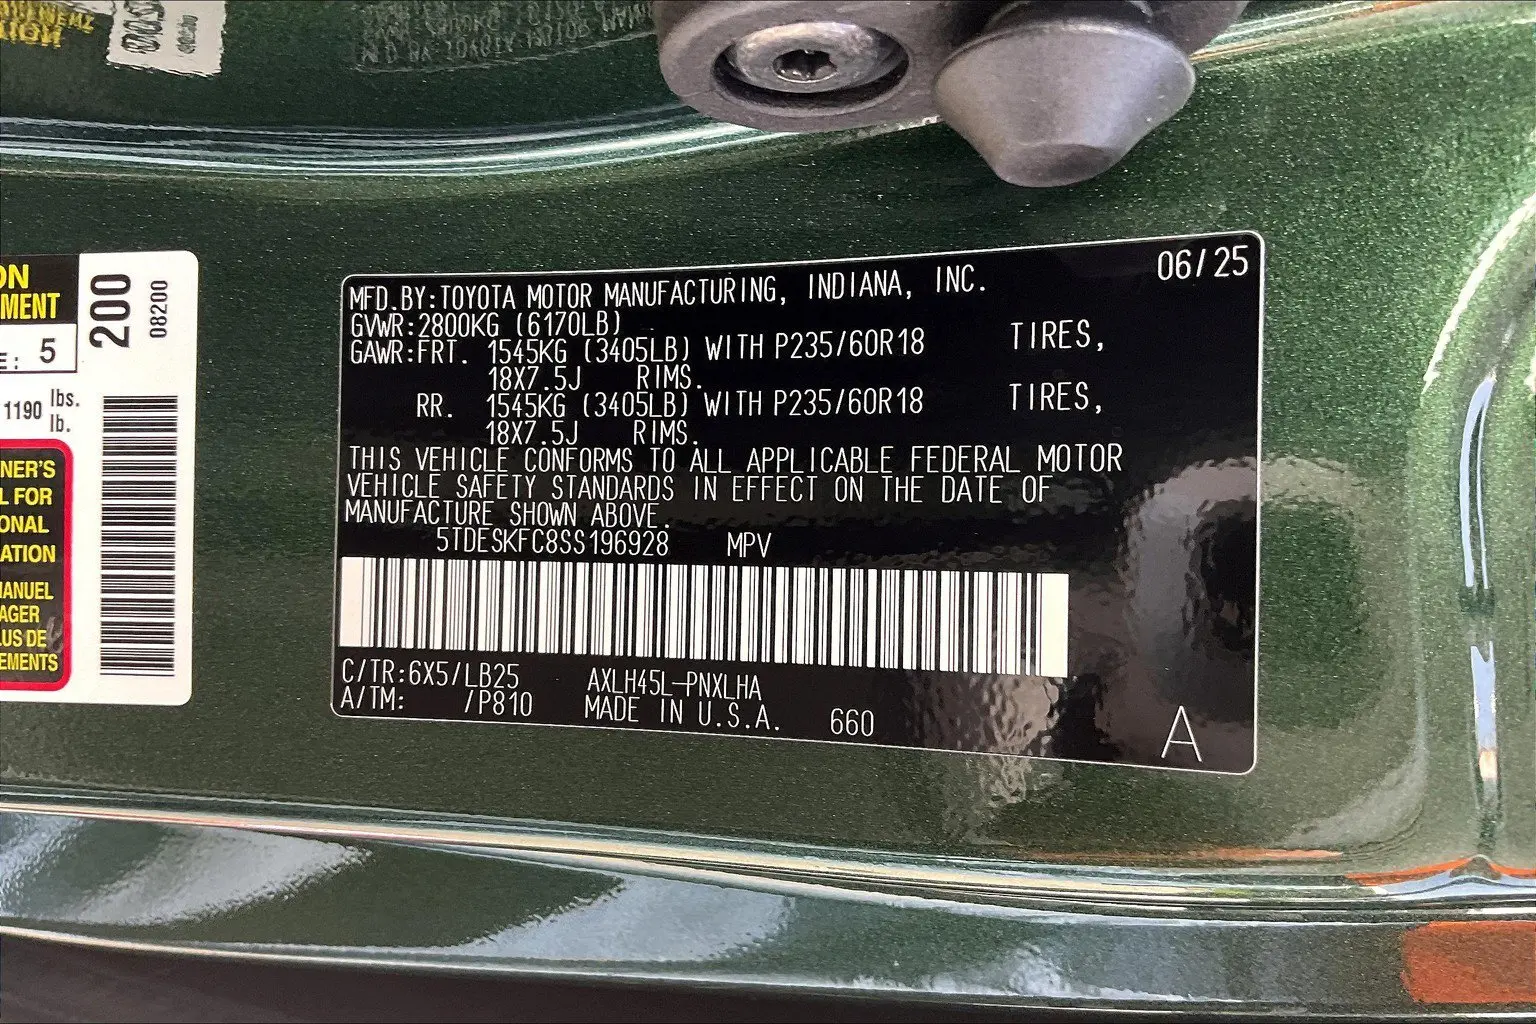 ON
MENT
E: 5
200
08200
1190 lbs.
lb.
NER'S
L FOR
ONAL
ATION
MANUEL
AGER
LUS DE
EMENTS
06/25
MFD.BY:TOYOTA MOTOR MANUFACTURING, INDIANA, INC.
GVWR:2800KG (6170LB)
GAWR:FRT. 1545KG (3405LB) WITH P235/60R18 TIRES,
18X7.5J RIMS.
RR. 1545KG (3405LB) WITH P235/60R18 TIRES,
18X7.5J RIMS.
THIS VEHICLE CONFORMS TO ALL APPLICABLE FEDERAL MOTOR
VEHICLE SAFETY STANDARDS IN EFFECT ON THE DATE OF
MANUFACTURE SHOWN ABOVE.
5TDESKFC8SS196928 MPV
C/TR:6X5/LB25 AXLH45L-PNXLHA
A/TM: /P810 MADE IN U.S.A. 660
A